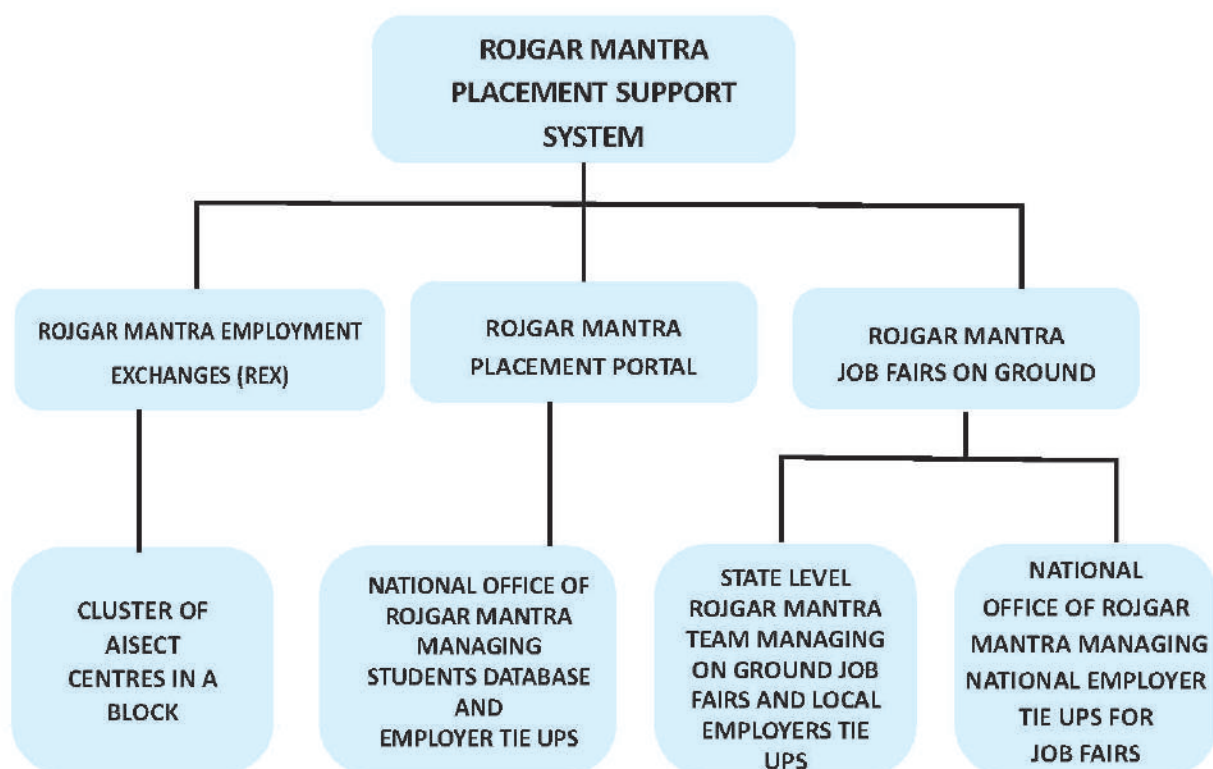 ROJGAR MANTRA
PLACEMENT SUPPORT
SYSTEM
ROJGAR MANTRA EMPLOYMENT
EXCHANGES (REX)
ROJGAR MANTRA
PLACEMENT PORTAL
ROJGAR MANTRA
JOB FAIRS ON GROUND
CLUSTER OF
AISECT
CENTRES IN A
BLOCK
NATIONAL OFFICE OF
ROJGAR MANTRA
MANAGING
STUDENTS DATABASE
AND
EMPLOYER TIE UPS
STATE LEVEL
ROJGAR MANTRA
TEAM MANAGING
ON GROUND JOB
FAIRS AND LOCAL
EMPLOYERS TIE
UPS
NATIONAL
OFFICE OF ROJGAR
MANTRA MANAGING
NATIONAL EMPLOYER
TIE UPS FOR
JOB FAIRS